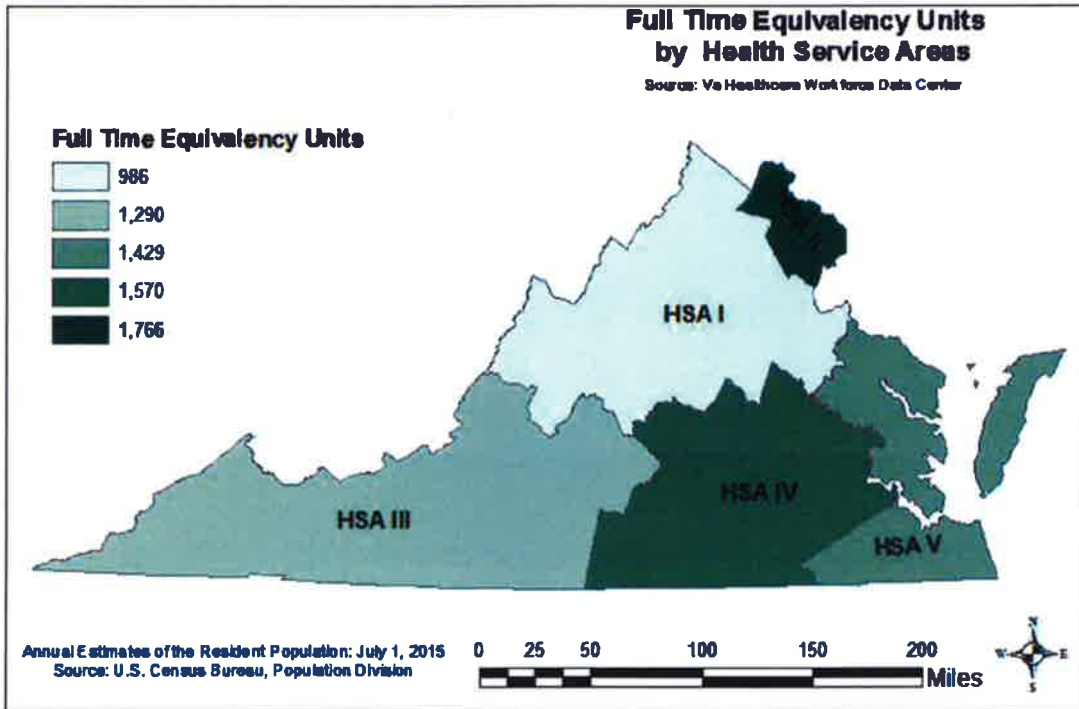 Full Time Equivalency Units
by Health Service Areas
Source: Va Healthcare Work force Data Center
Full Time Equivalency Units
986
1,290
1,429
1,570
1,766
HSA I
HSA III
HSA IV
HSA V
Annual Estimates of the Resident Population: July 1, 2015
Source: U.S. Census Bureau, Population Division
0 25 50 100 150 200
Miles
N
W E
S